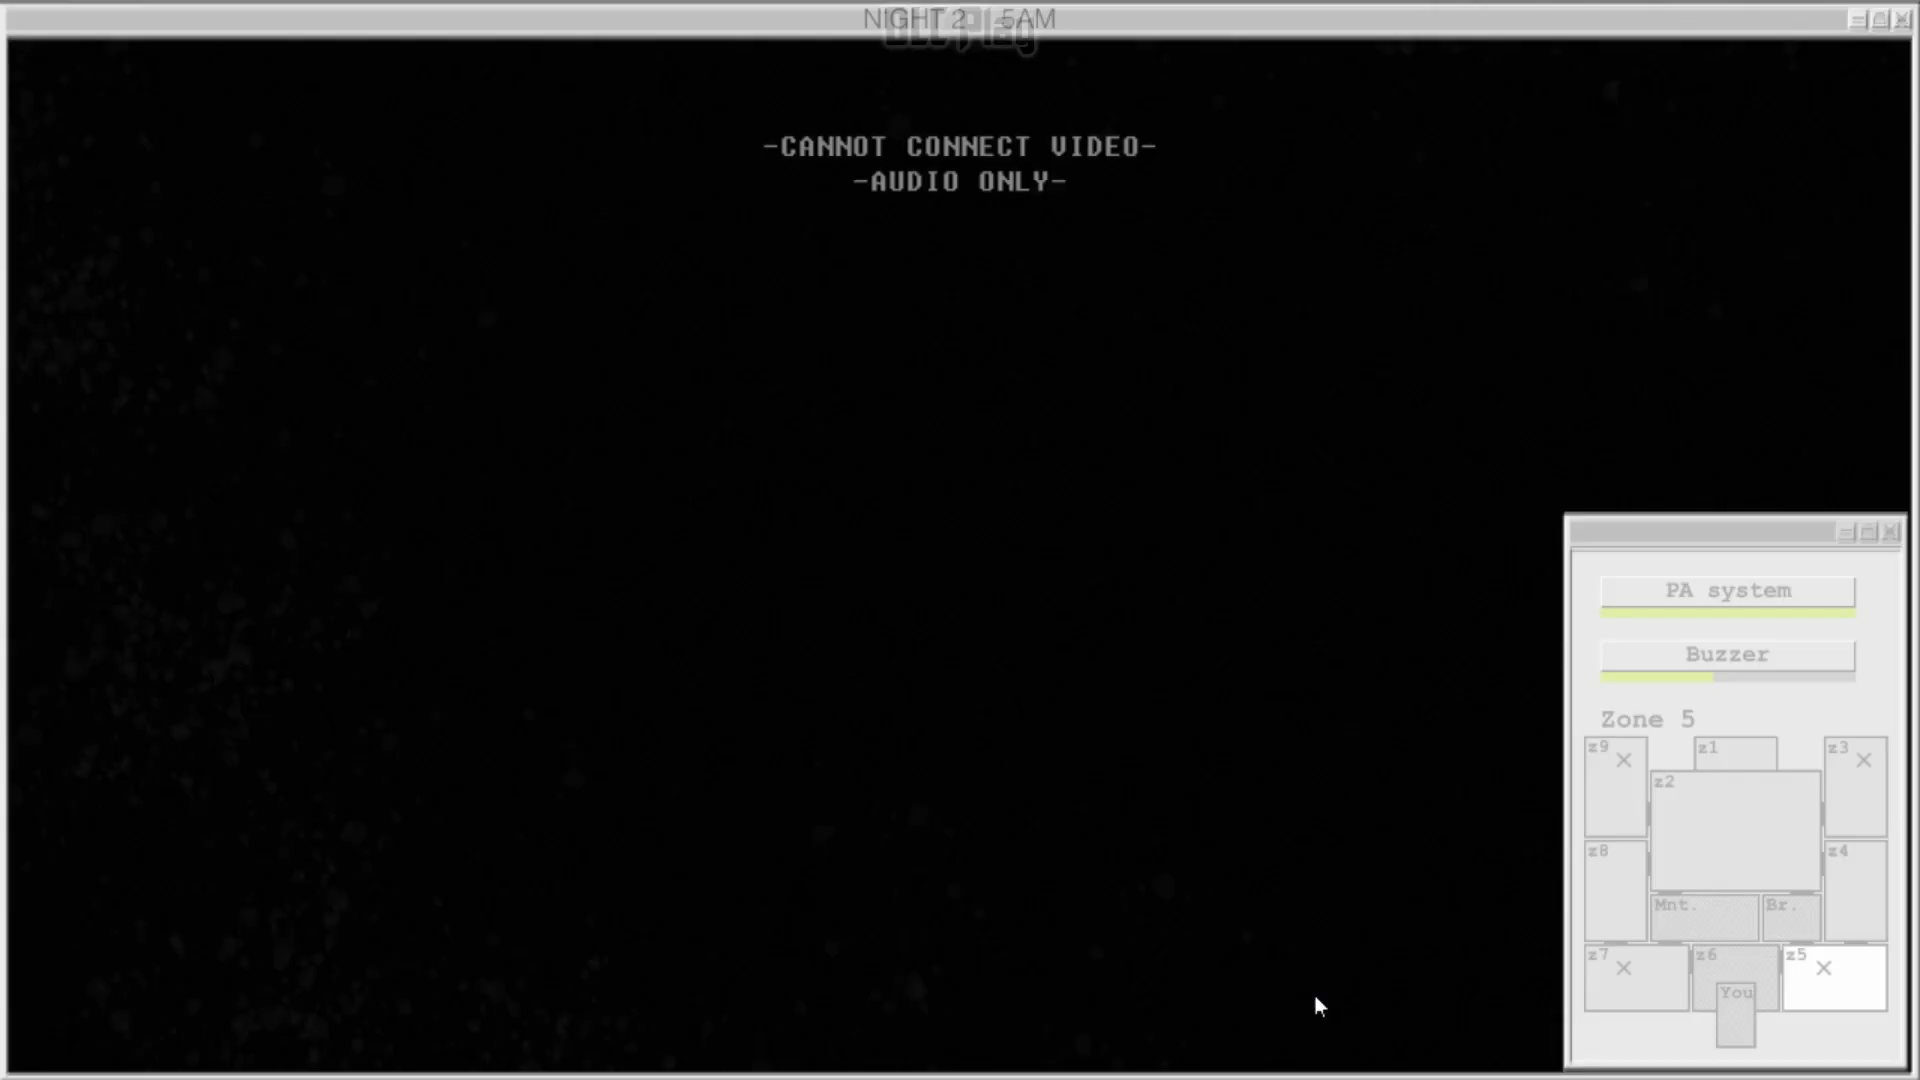 NIGHT 2 5AM
-CANNOT CONNECT VIDEO-
-AUDIO ONLY-
PA system
Buzzer
Zone 5
z9
z1
z3
z2
z8
z4
Mnt.
Br.
z7
z6
z5
You